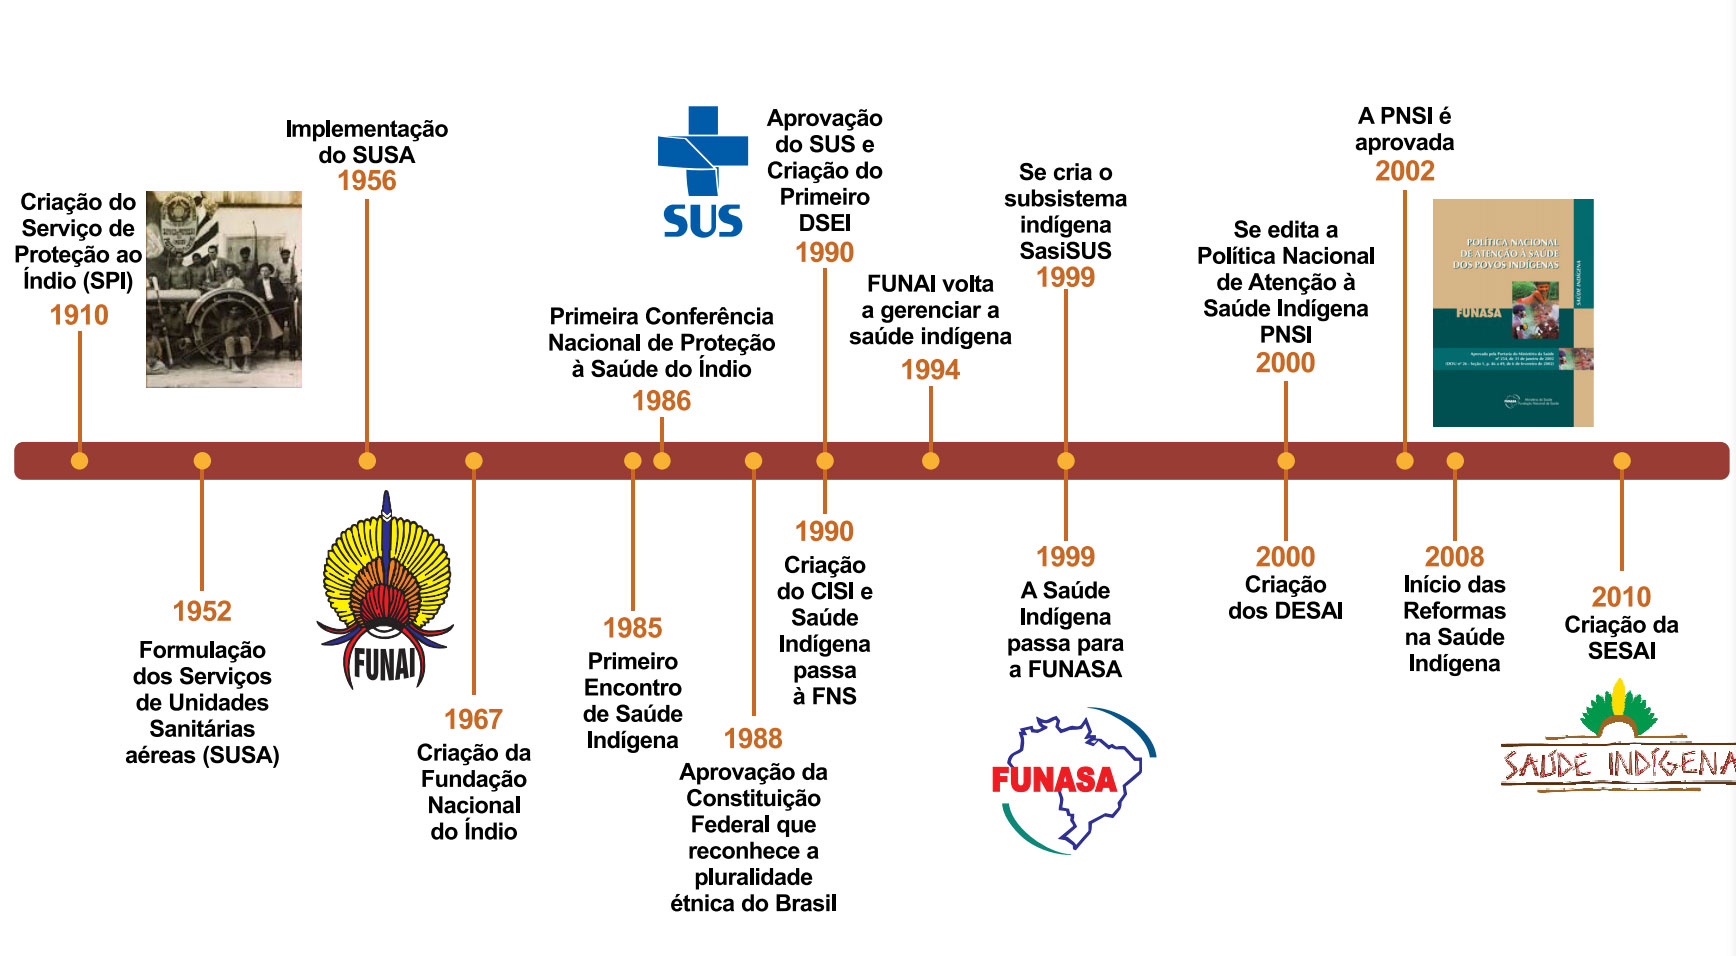 Criação do
Serviço de
Proteção ao
Índio (SPI)
1910
1952
Formulação
dos Serviços
de Unidades
Sanitárias
aéreas (SUSA)
Implementação
do SUSA
1956
FUNAI
1967
Criação da
Fundação
Nacional
do Índio
1985
Primeiro
Encontro
de Saúde
Indígena
Primeira Conferência
Nacional de Proteção
à Saúde do Índio
1986
SUS
1988
Aprovação da
Constituição
Federal que
reconhece a
pluralidade
étnica do Brasil
Aprovação
do SUS e
Criação do
Primeiro
DSEI
1990
1990
Criação
do CISI e
Saúde
Indígena
passa
à FNS
FUNAI volta
a gerenciar a
saúde indígena
1994
Se cria o
subsistema
indígena
SasiSUS
1999
1999
A Saúde
Indígena
passa para
a FUNASA
FUNASA
Se edita a
Política Nacional
de Atenção à
Saúde Indígena
PNSI
2000
2000
Criação
dos DESAI
A PNSI é
aprovada
2002
POLÍTICA NACIONAL
DE ATENÇÃO À SAÚDE
DOS POVOS INDÍGENAS
SAÚDE INDÍGENA
FUNASA
2008
Início das
Reformas
na Saúde
Indígena
2010
Criação da
SESAI
SAÚDE INDÍGENA